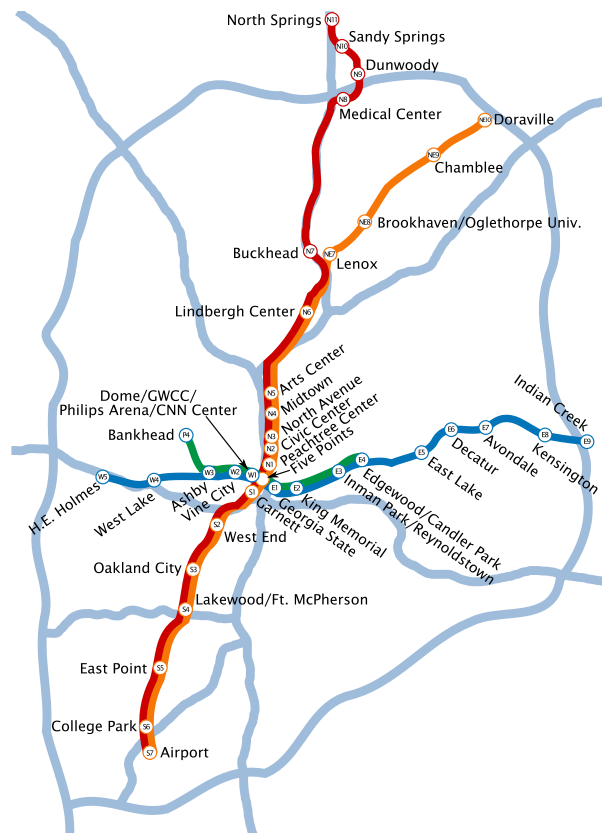 North Springs
N11
Sandy Springs
N10
Dunwoody
N9
N8
Medical Center
NE10
Doraville
NE9
Chamblee
NE8
Brookhaven/Oglethorpe Univ.
Buckhead
N7
NE7
Lenox
Lindbergh Center
N6
Arts Center
N5
Midtown
N4
North Avenue
N3
Civic Center
N2
Peachtree Center
N1
Five Points
Dome/GWCC/
Philips Arena/CNN Center
Bankhead
P4
H.E. Holmes
W5
West Lake
W4
Ashby
W3
Vine City
W2
W1
S1
Garnett
E1
Georgia State
E2
King Memorial
E3
Inman Park/Reynoldstown
E4
Edgewood/Candler Park
E5
East Lake
E6
Decatur
E7
Avondale
E8
Kensington
E9
Indian Creek
S2
West End
Oakland City
S3
S4
Lakewood/Ft. McPherson
East Point
S5
College Park
S6
S7
Airport